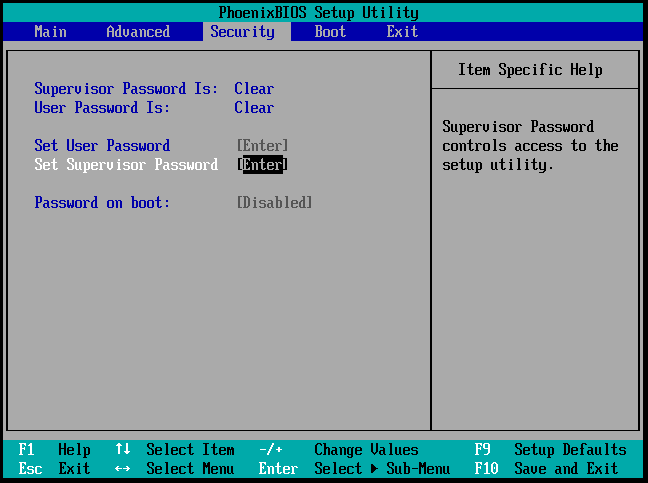 PhoenixBIOS Setup Utility
Main Advanced Security Boot Exit
Item Specific Help
Supervisor Password Is: Clear
User Password Is: Clear
Set User Password [Enter]
Set Supervisor Password [Enter]
Password on boot: [Disabled]
Supervisor Password
controls access to the
setup utility.
F1 Help ↑↓ Select Item -/+ Change Values F9 Setup Defaults
Esc Exit ↔ Select Menu Enter Select ▶ Sub-Menu F10 Save and Exit